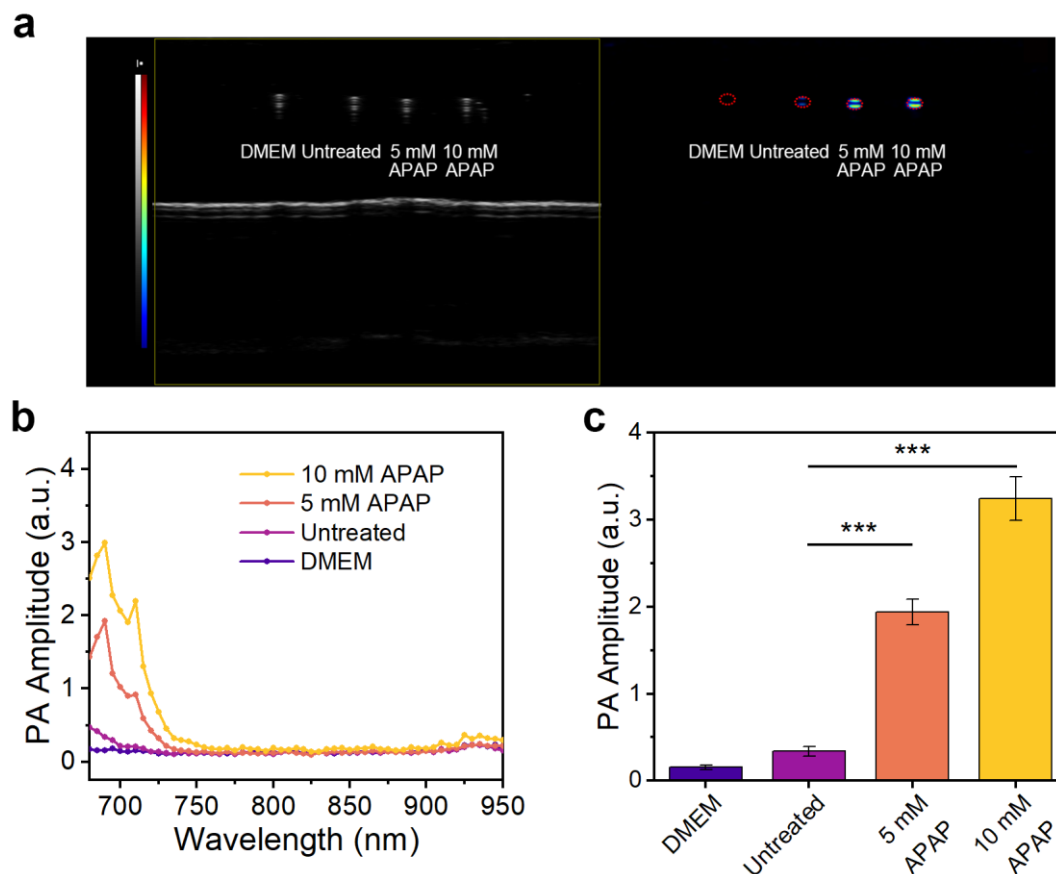 a
DMEM Untreated 5 mM 10 mM
APAP APAP
DMEM Untreated 5 mM 10 mM
APAP APAP
b
PA Amplitude (a.u.)
4
3
2
1
0
10 mM APAP
5 mM APAP
Untreated
DMEM
700 750 800 850 900 950
Wavelength (nm)
c
PA Amplitude (a.u.)
4
3
2
1
0
***
***
DMEM
Untreated
5 mM
APAP
10 mM
APAP